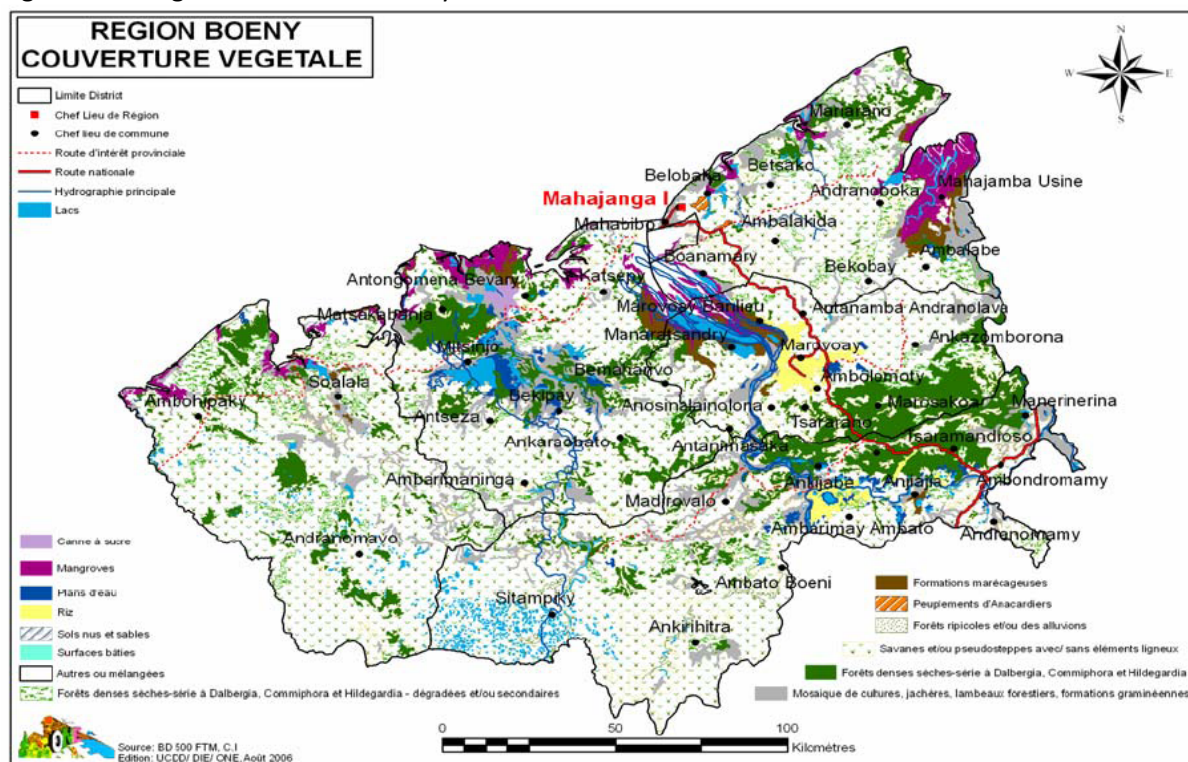 REGION BOENY
COUVERTURE VEGETALE
N
W
E
S
Limite District
Chef Lieu de Région
Chef lieu de commune
Route d'intérêt provinciale
Route nationale
Hydrographie principale
Lacs
Mariarano
Betsako
Belobaka
Andranoboka
Mahajamba Usine
Mahajanga I
Mahabibo
Ambalakida
Ambalabe
Boanamary
Bekobay
Katsepy
Antongomena Bevary
Marovoay Banlieu
Antanamba Andranolava
Matsakabanja
Manaratsandry
Ankazomborona
Mitsinjo
Marovoay
Bemaharivo
Soalala
Ambolomoty
Ambohipaky
Bekipay
Anosinalainolona
Marosakoa
Manerinerina
Antseza
Tsararano
Ankaraobato
Antanimasaka
Tsaramandioso
Ambarimaninga
Anjiajia
Ambondromamy
Madirovalo
Ambarimay Ambato
Andranomavo
Andranomamy
Ambato Boeni
Sitampiky
Ankirihitra
Canne à sucre
Mangroves
Plans d'eau
Riz
Sols nus et sables
Surfaces bâties
Autres ou mélangées
Forêts denses sèches-série à Dalbergia, Commiphora et Hildegardia - dégradées et/ou secondaires
Formations marécageuses
Peuplements d'Anacardiers
Forêts ripicoles et/ou des alluvions
Savanes et/ou pseudosteppes avec/ sans éléments ligneux
Forêts denses sèches-série à Dalbergia, Commiphora et Hildegardia
Mosaique de cultures, jachères, lambeaux forestiers, formations graminéennes
Source: BD 500 FTM, C.I
Edition: UCDD/ DIE/ ONE, Août 2006
0 50 100
Kilomètres